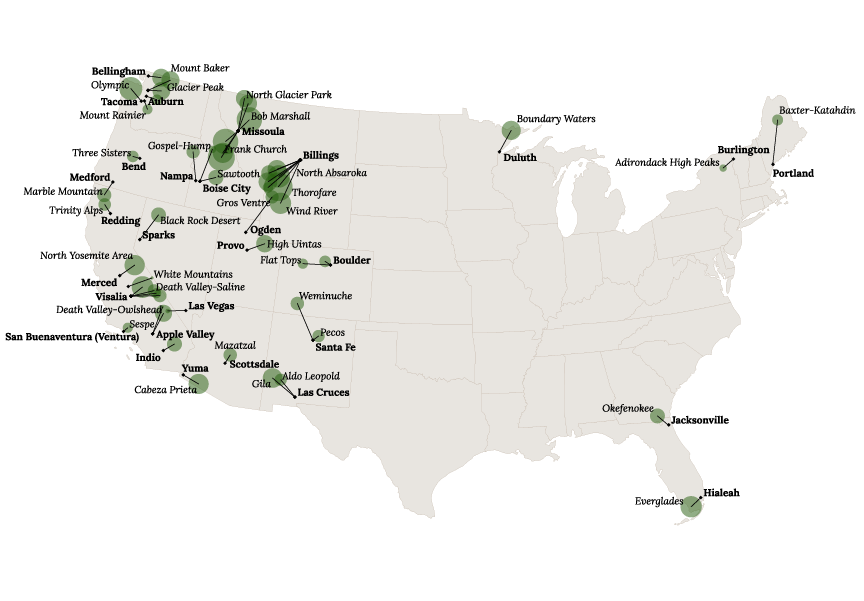 Bellingham
Mount Baker
Olympic
Glacier Peak
Tacoma
Auburn
Mount Rainier
North Glacier Park
Bob Marshall
Missoula
Gospel-Hump
Frank Church
Three Sisters
Bend
Nampa
Sawtooth
Boise City
Billings
North Absaroka
Thorofare
Gros Ventre
Wind River
Medford
Marble Mountain
Trinity Alps
Redding
Black Rock Desert
Sparks
Ogden
Provo
High Uintas
Flat Tops
Boulder
North Yosemite Area
Merced
White Mountains
Visalia
Death Valley-Saline
Death Valley-Owlshead
Las Vegas
Weminuche
Sespe
San Buenaventura (Ventura)
Apple Valley
Pecos
Santa Fe
Indio
Mazatzal
Scottsdale
Yuma
Cabeza Prieta
Gila
Aldo Leopold
Las Cruces
Boundary Waters
Duluth
Baxter-Katahdin
Burlington
Adirondack High Peaks
Portland
Okefenokee
Jacksonville
Hialeah
Everglades